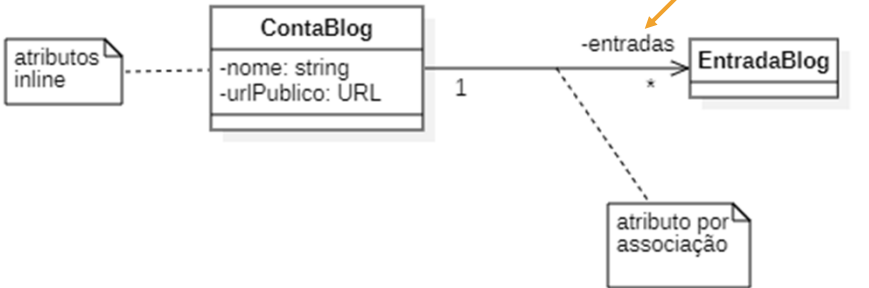 atributos
inline
ContaBlog
-nome: string
-urlPublico: URL
1
-entradas
*
EntradaBlog
atributo por
associação